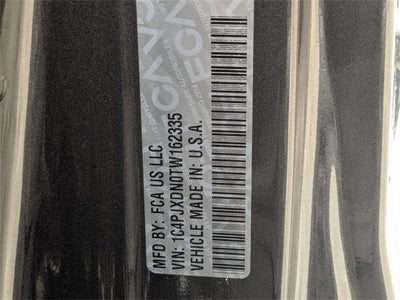 MFD BY: FCA US LLC
VIN: 1C4PJXDN0TW162335
VEHICLE MADE IN: U.S.A.